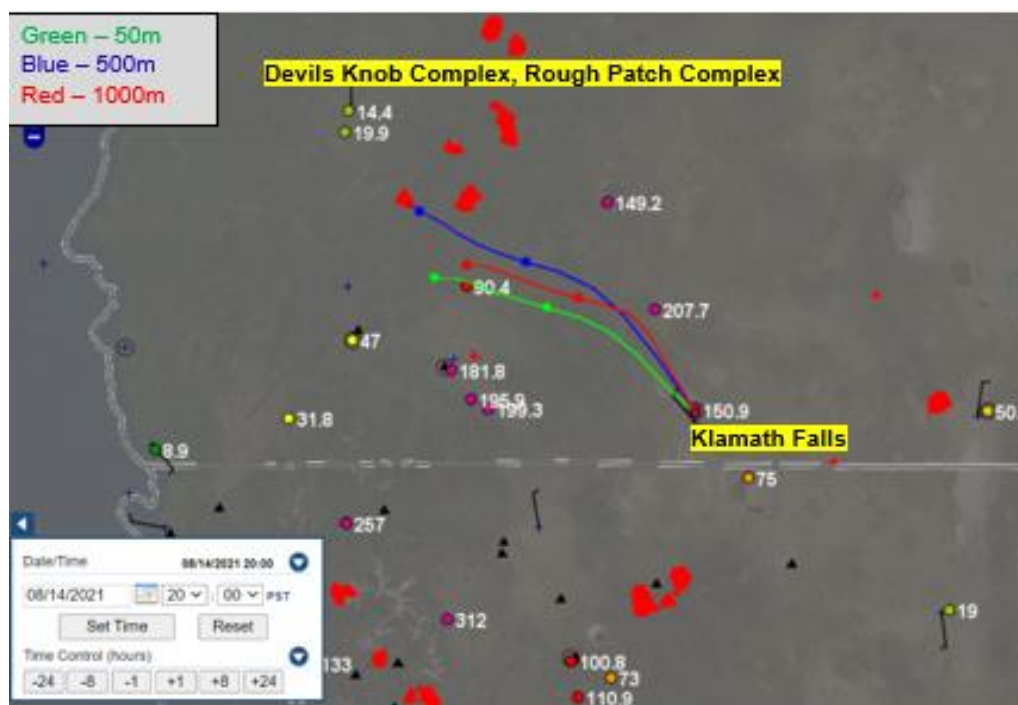 Green – 50m
Blue – 500m
Red – 1000m
Devils Knob Complex, Rough Patch Complex
14.4
19.9
149.2
90.4
207.7
47
181.8
195.9
199.3
31.8
150.9
50.
Klamath Falls
8.9
75
257
Date/Time 08/14/2021 20:00
08/14/2021 20 : 00 PST
Set Time Reset
Time Control (hours)
-24 -8 -1 +1 +8 +24
312
19
133
100.8
73
110.9